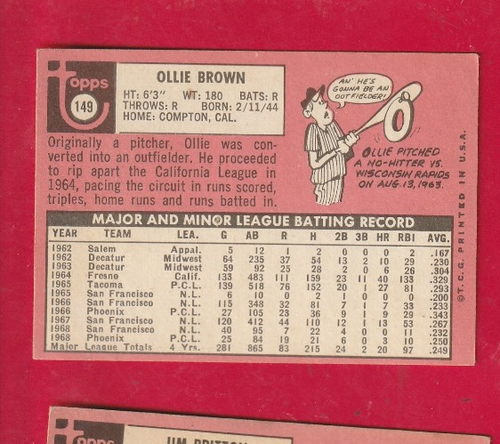 topps
149
OLLIE BROWN
HT: 6'3" WT: 180 BATS: R
THROWS: R BORN: 2/11/44
HOME: COMPTON, CAL.
AN' HE'S
GONNA BE AN
OUTFIELDER!
0
Originally a pitcher, Ollie was con-
verted into an outfielder. He proceeded
to rip apart the California League in
1964, pacing the circuit in runs scored,
triples, home runs and runs batted in.
OLLIE PITCHED
A NO-HITTER VS.
WISCONSIN RAPIDS
ON AUG. 13, 1963.
MAJOR AND MINOR LEAGUE BATTING RECORD
YEAR TEAM LEA. G AB R H 2B 3B HR RBI AVG.
1962 Salem Appal. 5 12 1 2 0 0 0 2 .167
1962 Decatur Midwest 64 235 37 54 13 2 10 29 .230
1963 Decatur Midwest 59 92 25 28 2 0 6 26 .304
1964 Fresno Calif. 133 483 111 159 23 11 40 133 .329
1965 Tacoma P.C.L. 139 518 76 152 20 1 27 81 .293
1965 San Francisco N.L. 6 10 0 2 1 0 0 1 .200
1966 San Francisco N.L. 115 348 32 81 7 1 7 33 .233
1966 Phoenix P.C.L. 27 105 23 36 9 1 9 29 .343
1967 San Francisco N.L. 120 412 44 110 12 1 13 53 .267
1968 San Francisco N.L. 40 95 7 22 4 0 0 11 .232
1968 Phoenix P.C.L. 25 84 19 21 6 0 3 10 .250
Major League Totals 4 Yrs. 281 865 83 215 24 2 20 97 .249
©T.C.G. PRINTED IN U.S.A.
topps
JIM BRITTON